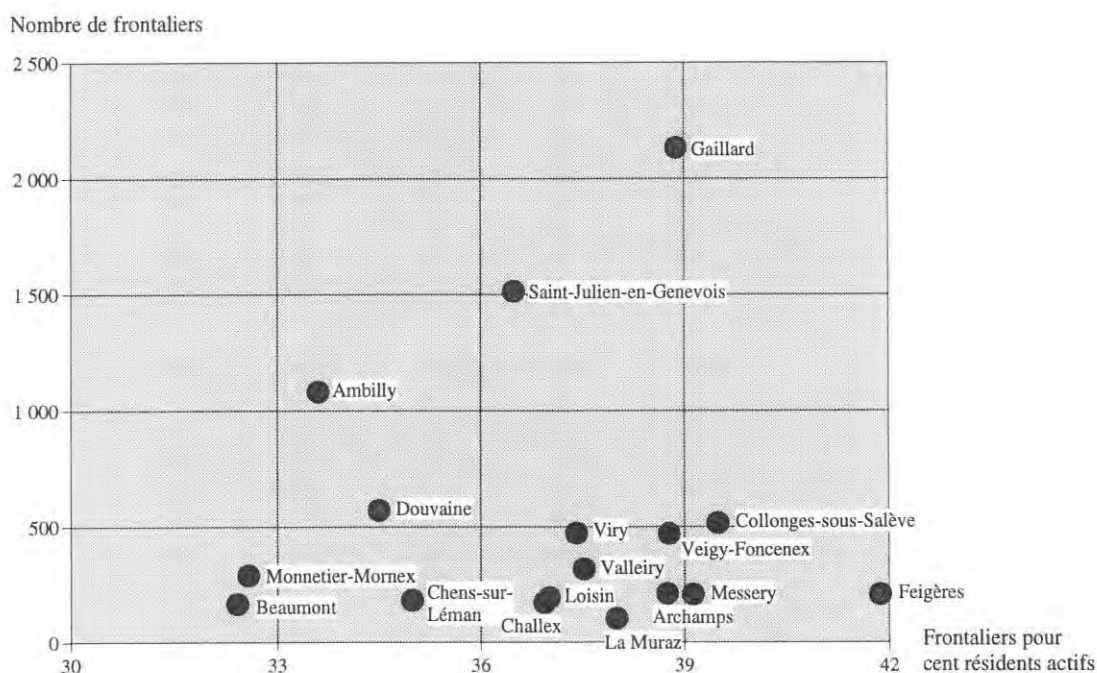 Nombre de frontaliers
2 500
Gaillard
2 000
1 500
Saint-Julien-en-Genevois
Ambilly
1 000
Douvaine
500
Viry
Collonges-sous-Salève
Veigy-Foncenex
Monnetier-Mornex
Valleiry
Beaumont
Chens-sur-
Léman
Loisin
Challex
Messery
Archamps
Feigères
La Muraz
0
30
33
36
39
42
Frontaliers pour
cent résidents actifs